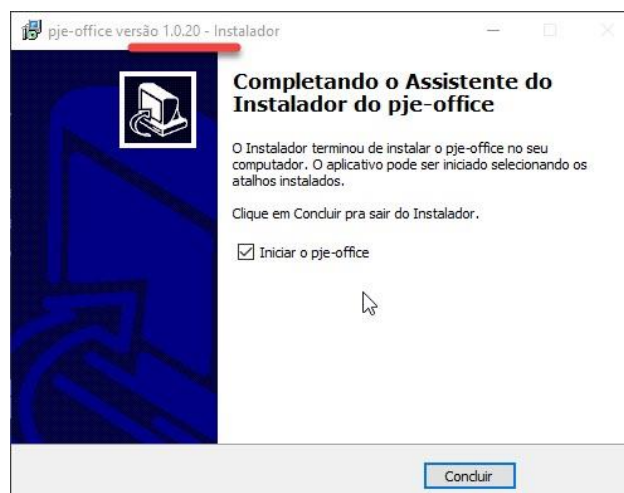 pje-office versão 1.0.20 - Instalador
Completando o Assistente do
Instalador do pje-office
O Instalador terminou de instalar o pje-office no seu
computador. O aplicativo pode ser iniciado selecionando os
atalhos instalados.
Clique em Concluir pra sair do Instalador.
Iniciar o pje-office
Concluir